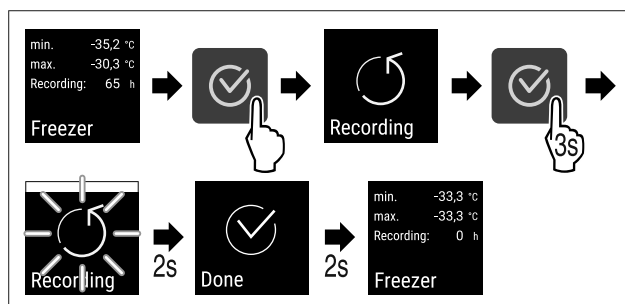 min. -35,2 °C
max. -30,3 °C
Recording: 65 h
Freezer
Recording
3s
Recording
2s
Done
2s
min. -33,3 °C
max. -33,3 °C
Recording: 0 h
Freezer